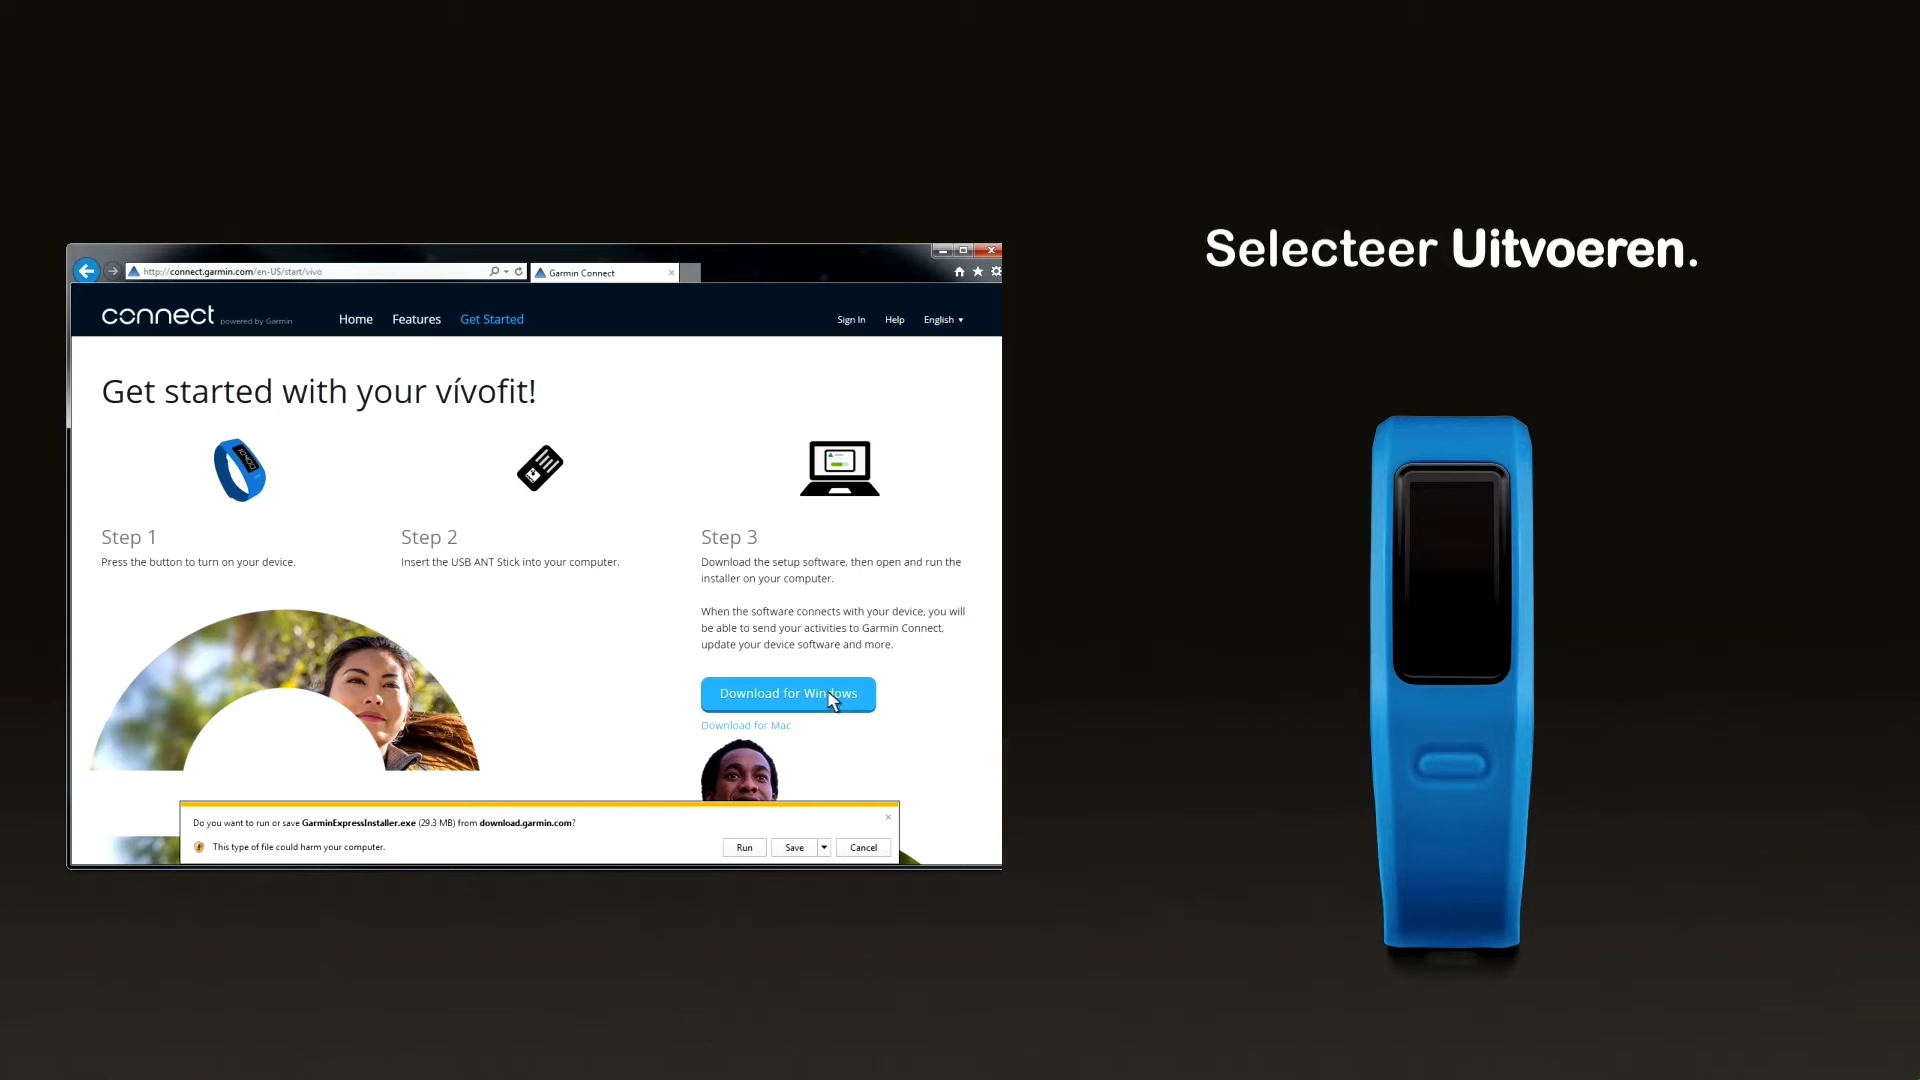 Selecteer Uitvoeren.
http://connect.garmin.com/en-US/start/vivo
Garmin Connect
connect powered by Garmin
Home
Features
Get Started
Sign In
Help
English
Get started with your vívofit!
Step 1
Press the button to turn on your device.
Step 2
Insert the USB ANT Stick into your computer.
Step 3
Download the setup software, then open and run the
installer on your computer.
When the software connects with your device, you will
be able to send your activities to Garmin Connect,
update your device software and more.
Download for Windows
Download for Mac
Do you want to run or save GarminExpressInstaller.exe (29.3 MB) from download.garmin.com?
This type of file could harm your computer.
Run
Save
Cancel